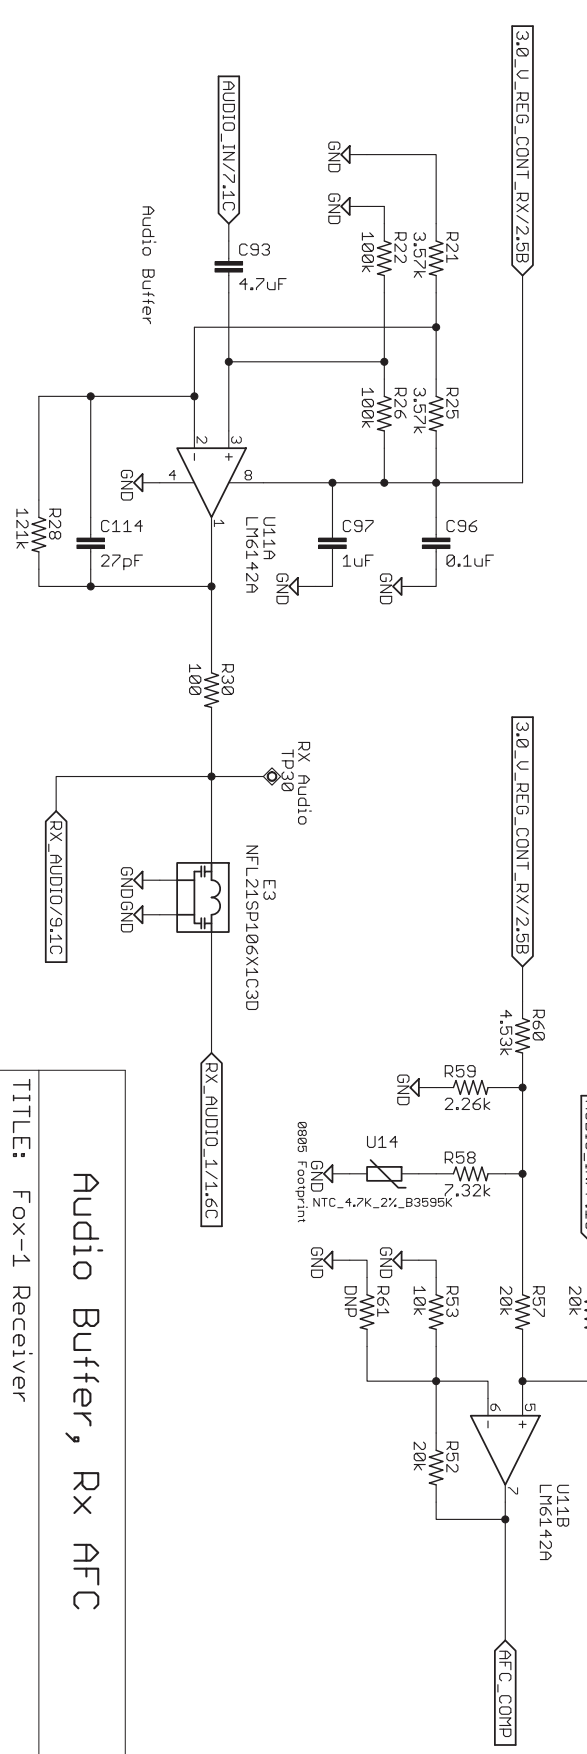 3.0_V_REG_CONT_RX/2.5B
AUDIO_IN/7.1C
GND
GND
R21
3.57k
R22
100k
C93
4.7uF
Audio Buffer
R25
3.57k
R26
100k
3
2
+
-
8
4
1
GND
U11A
LM6142A
C97
1uF
GND
C96
0.1uF
GND
C114
27pF
R28
121k
R30
100
RX Audio
TP30
RX_AUDIO/9.1C
E3
NFL21SP106X1C3D
GND
GND
RX_AUDIO_1/1.6C
3.0_V_REG_CONT_RX/2.5B
R60
4.53k
R59
2.26k
GND
R58
7.32k
U14
NTC_4.7K_2%_B3595K
GND
0805 Footprint
R57
20k
20k
R53
10k
GND
R61
DNP
GND
5
6
+
-
7
U11B
LM6142A
R52
20k
AFC_COMP
Audio Buffer, Rx AFC
TITLE: Fox-1 Receiver